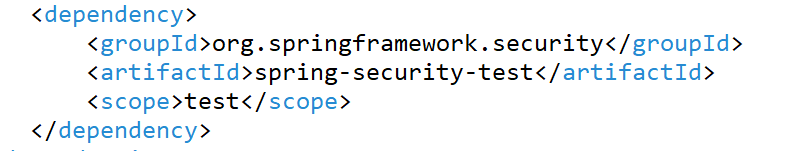 <dependency>
<groupId>org.springframework.security</groupId>
<artifactId>spring-security-test</artifactId>
<scope>test</scope>
</dependency>